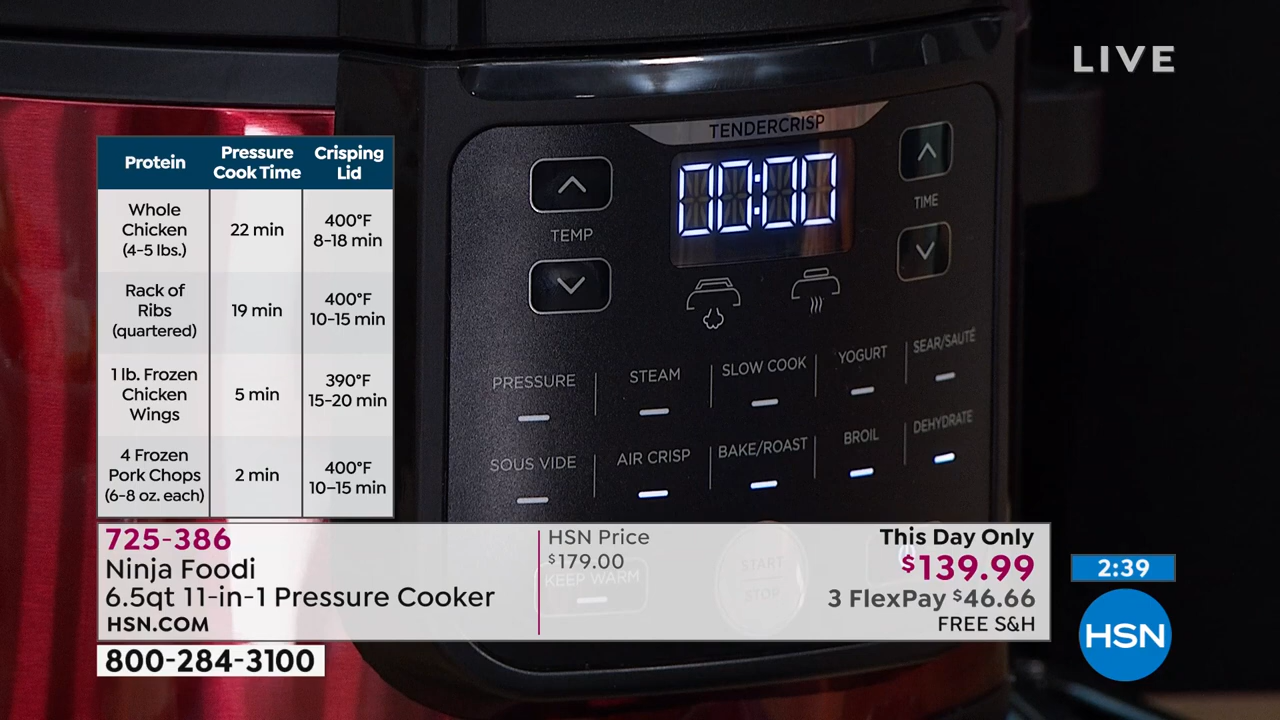 LIVE
TENDERCRISP
00:00
TEMP
TIME
PRESSURE
STEAM
SLOW COOK
YOGURT
SEAR/SAUTÉ
SOUS VIDE
AIR CRISP
BAKE/ROAST
BROIL
DEHYDRATE
KEEP WARM
START
STOP
Protein Pressure Cook Time Crisping Lid
Whole Chicken (4-5 lbs.) 22 min 400°F 8-18 min
Rack of Ribs (quartered) 19 min 400°F 10-15 min
1 lb. Frozen Chicken Wings 5 min 390°F 15-20 min
4 Frozen Pork Chops (6-8 oz. each) 2 min 400°F 10-15 min
725-386
Ninja Foodi
6.5qt 11-in-1 Pressure Cooker
HSN.COM
HSN Price
$179.00
This Day Only
$139.99
3 FlexPay $46.66
FREE S&H
800-284-3100
2:39
HSN